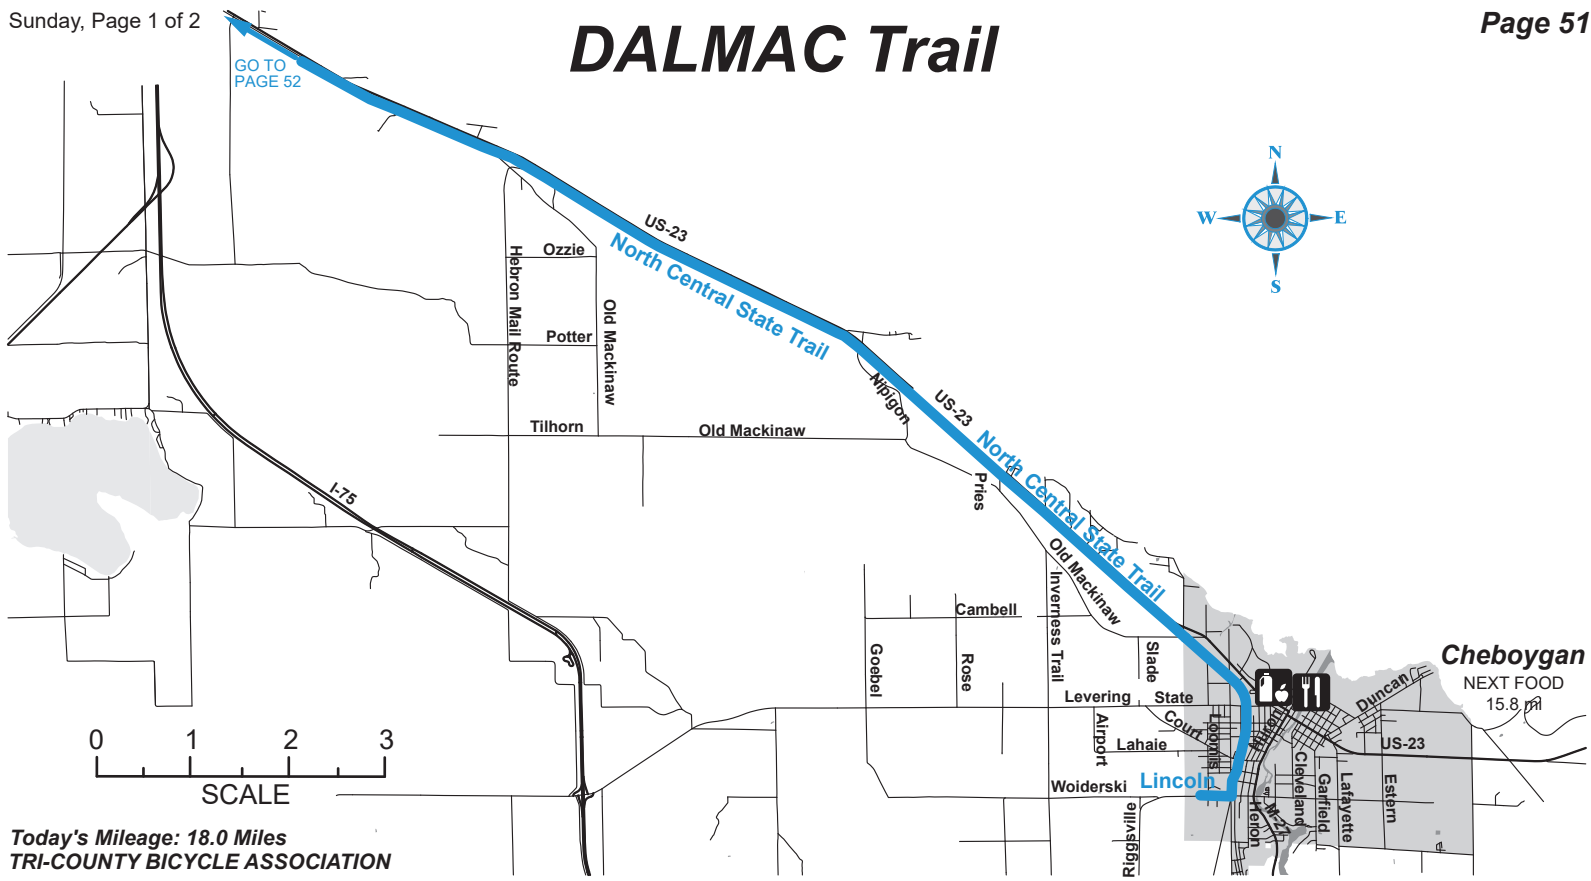 Sunday, Page 1 of 2
DALMAC Trail
Page 51
GO TO
PAGE 52
N
W
E
S
US-23
North Central State Trail
Ozzie
Hebron Mail Route
Old Mackinaw
Potter
Nipigon
US-23
Tilhorn
Old Mackinaw
North Central State Trail
Pries
I-75
Old Mackinaw
Inverness Trail
Cambell
Goebel
Rose
Slade
Cheboygan
NEXT FOOD
15.8 mi
Duncan
Levering
State
Airport
Court
Loomis
Huron
Lahaie
US-23
0 1 2 3
SCALE
Woiderski
Lincoln
Cleveland
Garfield
Lafayette
Estern
Riggsville
Heron
M-27
Today's Mileage: 18.0 Miles
TRI-COUNTY BICYCLE ASSOCIATION